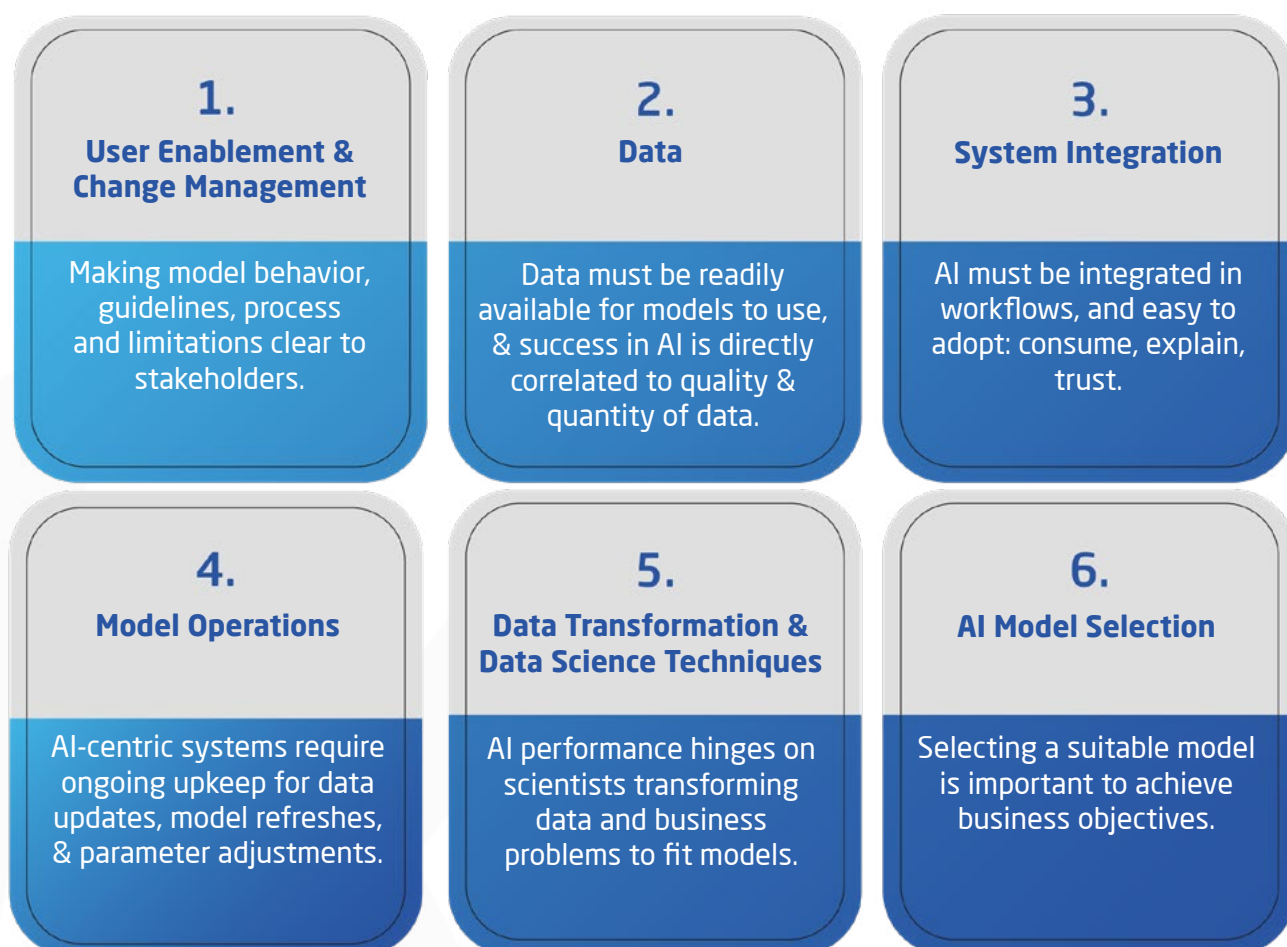 1.
User Enablement &
Change Management
Making model behavior,
guidelines, process
and limitations clear to
stakeholders.
2.
Data
Data must be readily
available for models to use,
& success in AI is directly
correlated to quality &
quantity of data.
3.
System Integration
AI must be integrated in
workflows, and easy to
adopt: consume, explain,
trust.
4.
Model Operations
AI-centric systems require
ongoing upkeep for data
updates, model refreshes,
& parameter adjustments.
5.
Data Transformation &
Data Science Techniques
AI performance hinges on
scientists transforming
data and business
problems to fit models.
6.
AI Model Selection
Selecting a suitable model
is important to achieve
business objectives.